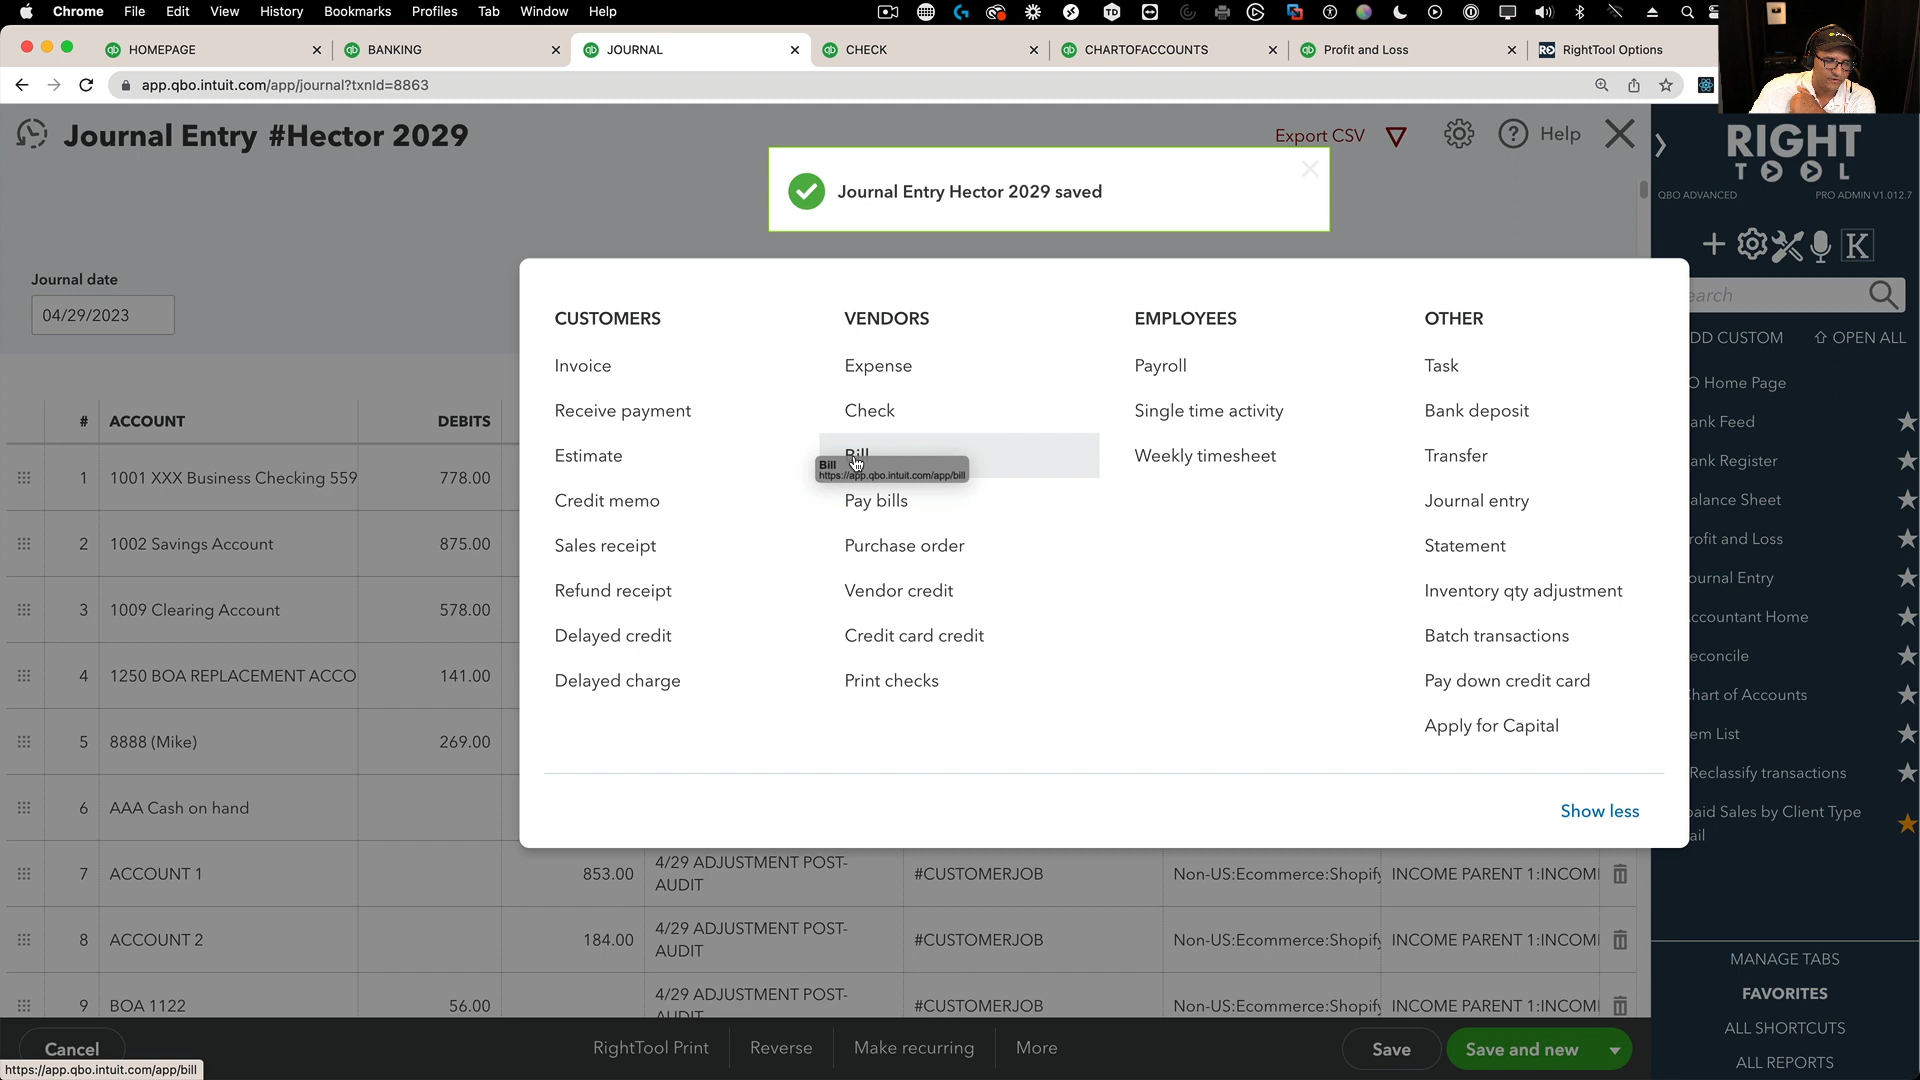 Chrome File Edit View History Bookmarks Profiles Tab Window Help
HOMEPAGE BANKING JOURNAL CHECK CHARTOFACCOUNTS Profit and Loss RightTool Options
app.qbo.intuit.com/app/journal?txnId=8863
Journal Entry #Hector 2029
Export CSV Help
Journal Entry Hector 2029 saved
Journal date
04/29/2023
# ACCOUNT DEBITS
1 1001 XXX Business Checking 559 778.00
2 1002 Savings Account 875.00
3 1009 Clearing Account 578.00
4 1250 BOA REPLACEMENT ACCO 141.00
5 8888 (Mike) 269.00
6 AAA Cash on hand
7 ACCOUNT 1 853.00 4/29 ADJUSTMENT POST-
AUDIT #CUSTOMERJOB Non-US:Ecommerce:Shopify INCOME PARENT 1:INCOMI
8 ACCOUNT 2 184.00 4/29 ADJUSTMENT POST-
AUDIT #CUSTOMERJOB Non-US:Ecommerce:Shopify INCOME PARENT 1:INCOMI
9 BOA 1122 56.00 4/29 ADJUSTMENT POST-
AUDIT #CUSTOMERJOB Non-US:Ecommerce:Shopify INCOME PARENT 1:INCOMI
CUSTOMERS
Invoice
Receive payment
Estimate
Credit memo
Sales receipt
Refund receipt
Delayed credit
Delayed charge
VENDORS
Expense
Check
Bill
Bill
https://app.qbo.intuit.com/app/bill
Pay bills
Purchase order
Vendor credit
Credit card credit
Print checks
EMPLOYEES
Payroll
Single time activity
Weekly timesheet
OTHER
Task
Bank deposit
Transfer
Journal entry
Statement
Inventory qty adjustment
Batch transactions
Pay down credit card
Apply for Capital
Show less
RIGHT
TOOL
QBO ADVANCED PRO ADMIN V1.012.7
K
earch
DD CUSTOM OPEN ALL
O Home Page
ank Feed
ank Register
alance Sheet
rofit and Loss
ournal Entry
ccountant Home
econcile
hart of Accounts
em List
Reclassify transactions
paid Sales by Client Type
ail
MANAGE TABS
FAVORITES
ALL SHORTCUTS
ALL REPORTS
Cancel RightTool Print Reverse Make recurring More Save Save and new
https://app.qbo.intuit.com/app/bill